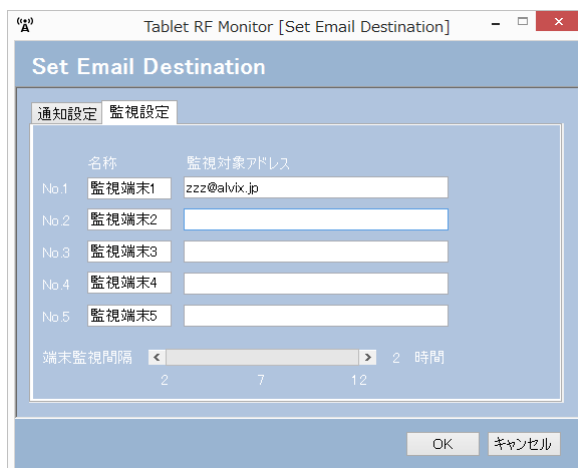 Tablet RF Monitor [Set Email Destination]
Set Email Destination
通知設定 監視設定
名称 監視対象アドレス
No.1 監視端末1 zzz@alvix.jp
No.2 監視端末2
No.3 監視端末3
No.4 監視端末4
No.5 監視端末5
端末監視間隔 2 時間
2 7 12
OK キャンセル